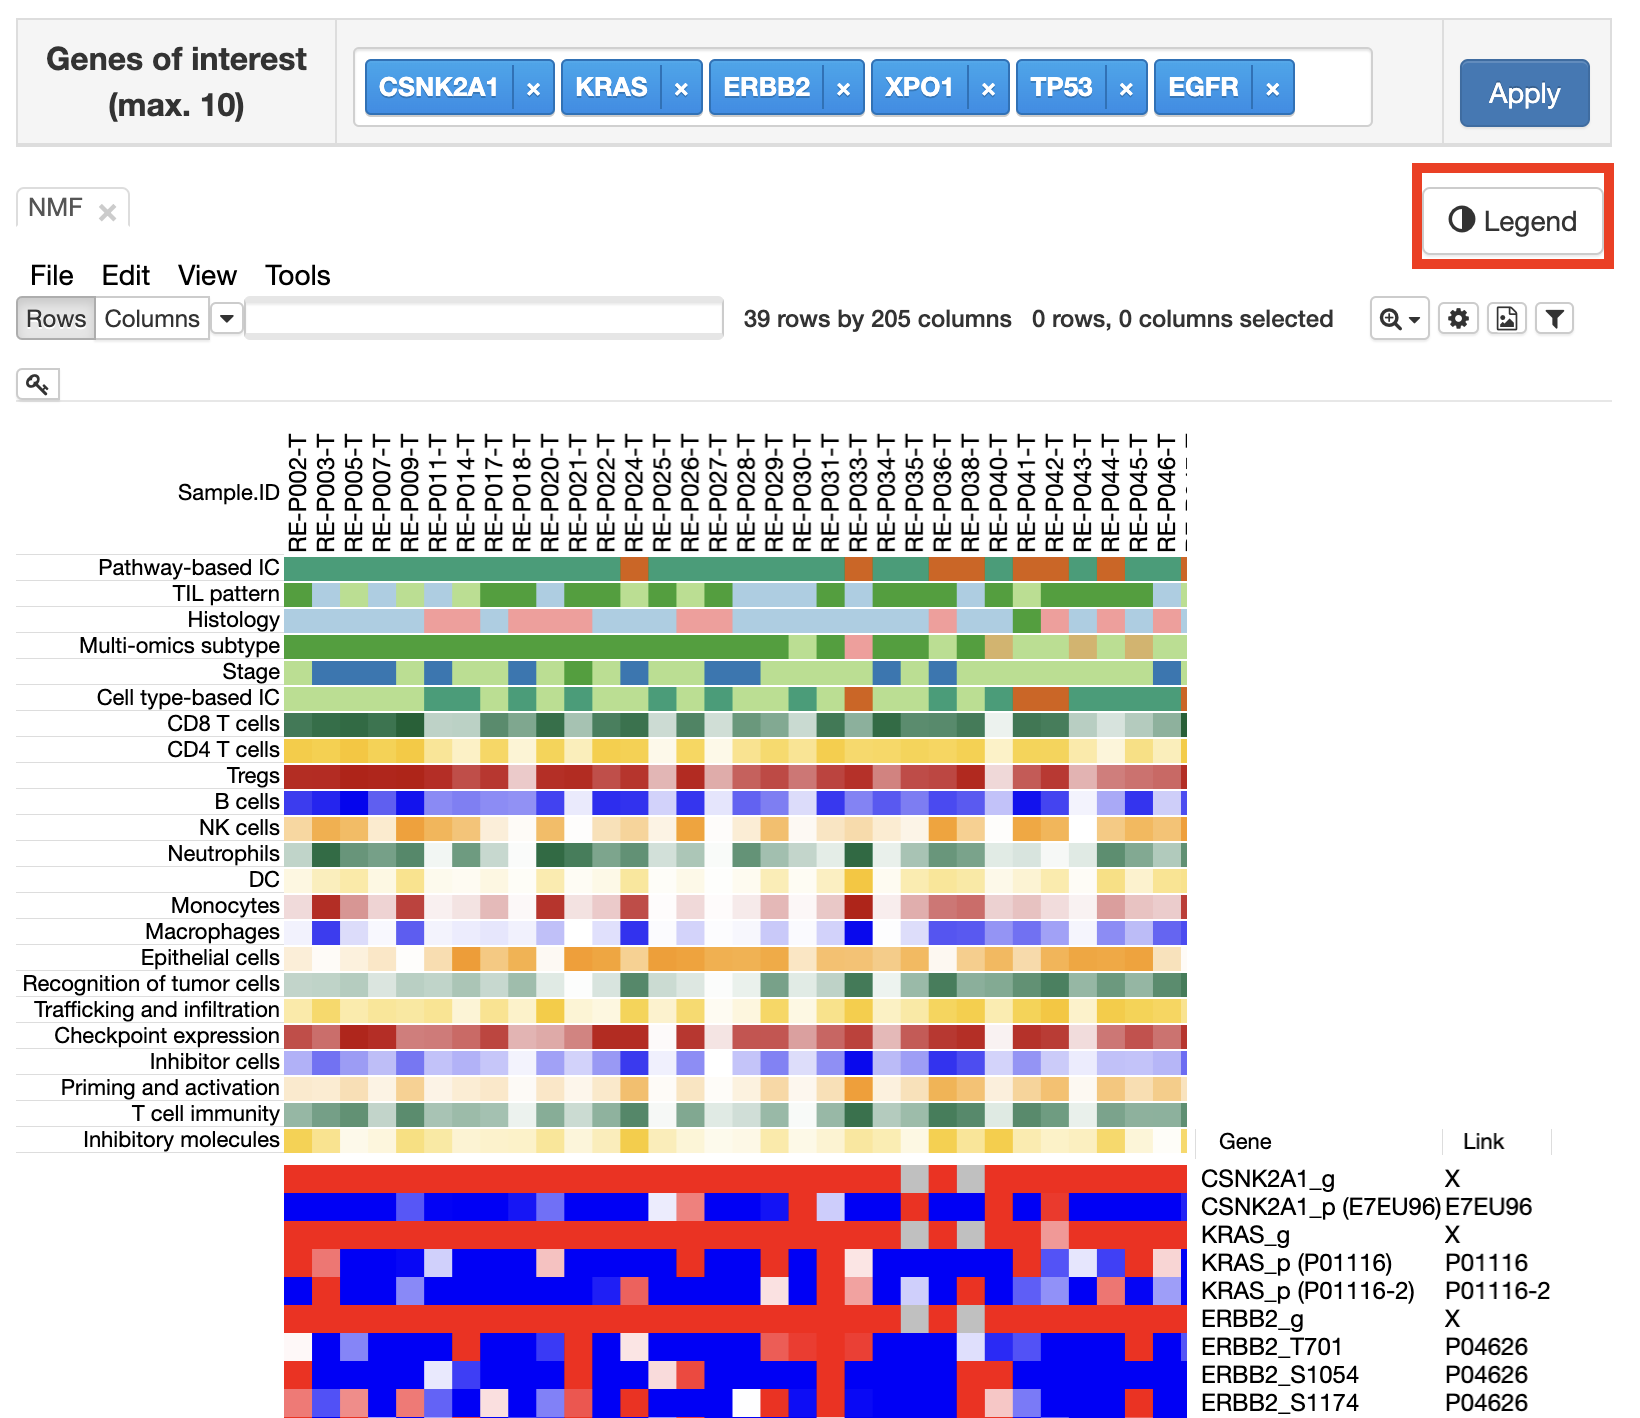 Genes of interest
(max. 10)
CSNK2A1 × KRAS × ERBB2 × XPO1 × TP53 × EGFR ×
Apply
NMF ×
Legend
File Edit View Tools
Rows Columns
39 rows by 205 columns 0 rows, 0 columns selected
Sample.ID
RE-P002-T
RE-P003-T
RE-P005-T
RE-P007-T
RE-P009-T
RE-P011-T
RE-P014-T
RE-P017-T
RE-P018-T
RE-P020-T
RE-P021-T
RE-P022-T
RE-P024-T
RE-P025-T
RE-P026-T
RE-P027-T
RE-P028-T
RE-P029-T
RE-P030-T
RE-P031-T
RE-P033-T
RE-P034-T
RE-P035-T
RE-P036-T
RE-P038-T
RE-P040-T
RE-P041-T
RE-P042-T
RE-P043-T
RE-P044-T
RE-P045-T
RE-P046-T
Pathway-based IC
TIL pattern
Histology
Multi-omics subtype
Stage
Cell type-based IC
CD8 T cells
CD4 T cells
Tregs
B cells
NK cells
Neutrophils
DC
Monocytes
Macrophages
Epithelial cells
Recognition of tumor cells
Trafficking and infiltration
Checkpoint expression
Inhibitor cells
Priming and activation
T cell immunity
Inhibitory molecules
Gene Link
CSNK2A1_g X
CSNK2A1_p (E7EU96) E7EU96
KRAS_g X
KRAS_p (P01116) P01116
KRAS_p (P01116-2) P01116-2
ERBB2_g X
ERBB2_T701 P04626
ERBB2_S1054 P04626
ERBB2_S1174 P04626